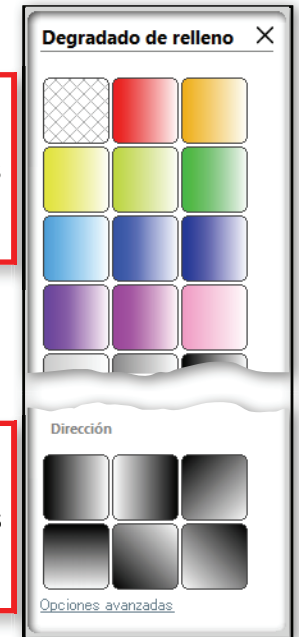 Degradado de relleno
Dirección
Opciones avanzadas